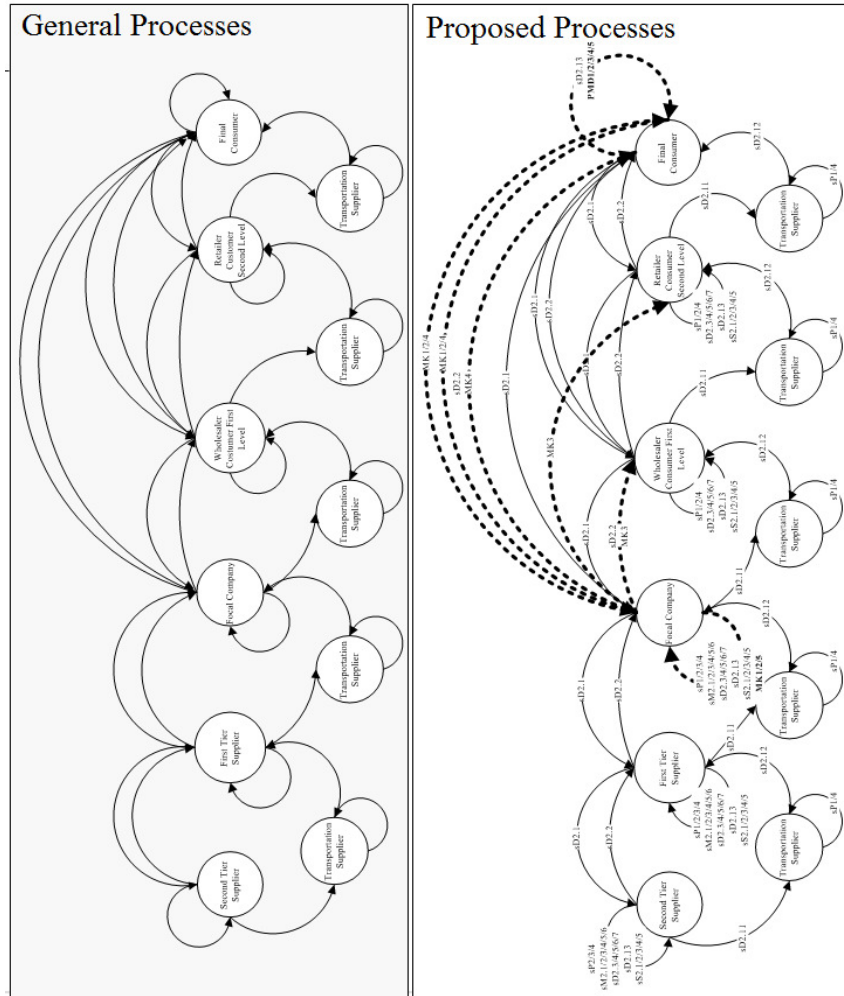 General Processes
Final
Consumer
Transportation
Supplier
Retailer
Customer
Second Level
Transportation
Supplier
Wholesaler
Costumer First
Level
Transportation
Supplier
Focal Company
Transportation
Supplier
First Tier
Supplier
Transportation
Supplier
Second Tier
Supplier
Proposed Processes
sD2.13
PMD1/2/3/4/5
Final
Consumer
sD2.12
sP1/4
Transportation
Supplier
sD2.11
sD2.1
sD2.2
Retailer
Consumer
Second Level
sP1/2/4
sD2.3/4/5/6/7
sD2.13
sS2.1/2/3/4/5
sD2.12
sP1/4
Transportation
Supplier
sD2.11
sD2.1
sD2.2
MK1/2/4
MK1/2/4
sD2.2
MK4
sD2.1
sD2.1
sD2.2
MK3
Wholesaler
Consumer First
Level
sP1/2/4
sD2.3/4/5/6/7
sD2.13
sS2.1/2/3/4/5
sD2.12
sP1/4
Transportation
Supplier
sD2.11
sD2.1
sD2.2
MK3
Focal Company
sP1/2/3/4
sM2.1/2/3/4/5/6
sD2.3/4/5/6/7
sD2.13
sS2.1/2/3/4/5
MK1/2/5
sD2.12
sP1/4
Transportation
Supplier
sD2.11
sD2.1
sD2.2
First Tier
Supplier
sP1/2/3/4
sM2.1/2/3/4/5/6
sD2.3/4/5/6/7
sD2.13
sS2.1/2/3/4/5
sD2.12
sP1/4
Transportation
Supplier
sD2.11
sD2.1
sD2.2
Second Tier
Supplier
sP2/3/4
sM2.1/2/3/4/5/6
sD2.3/4/5/6/7
sD2.13
sS2.1/2/3/4/5